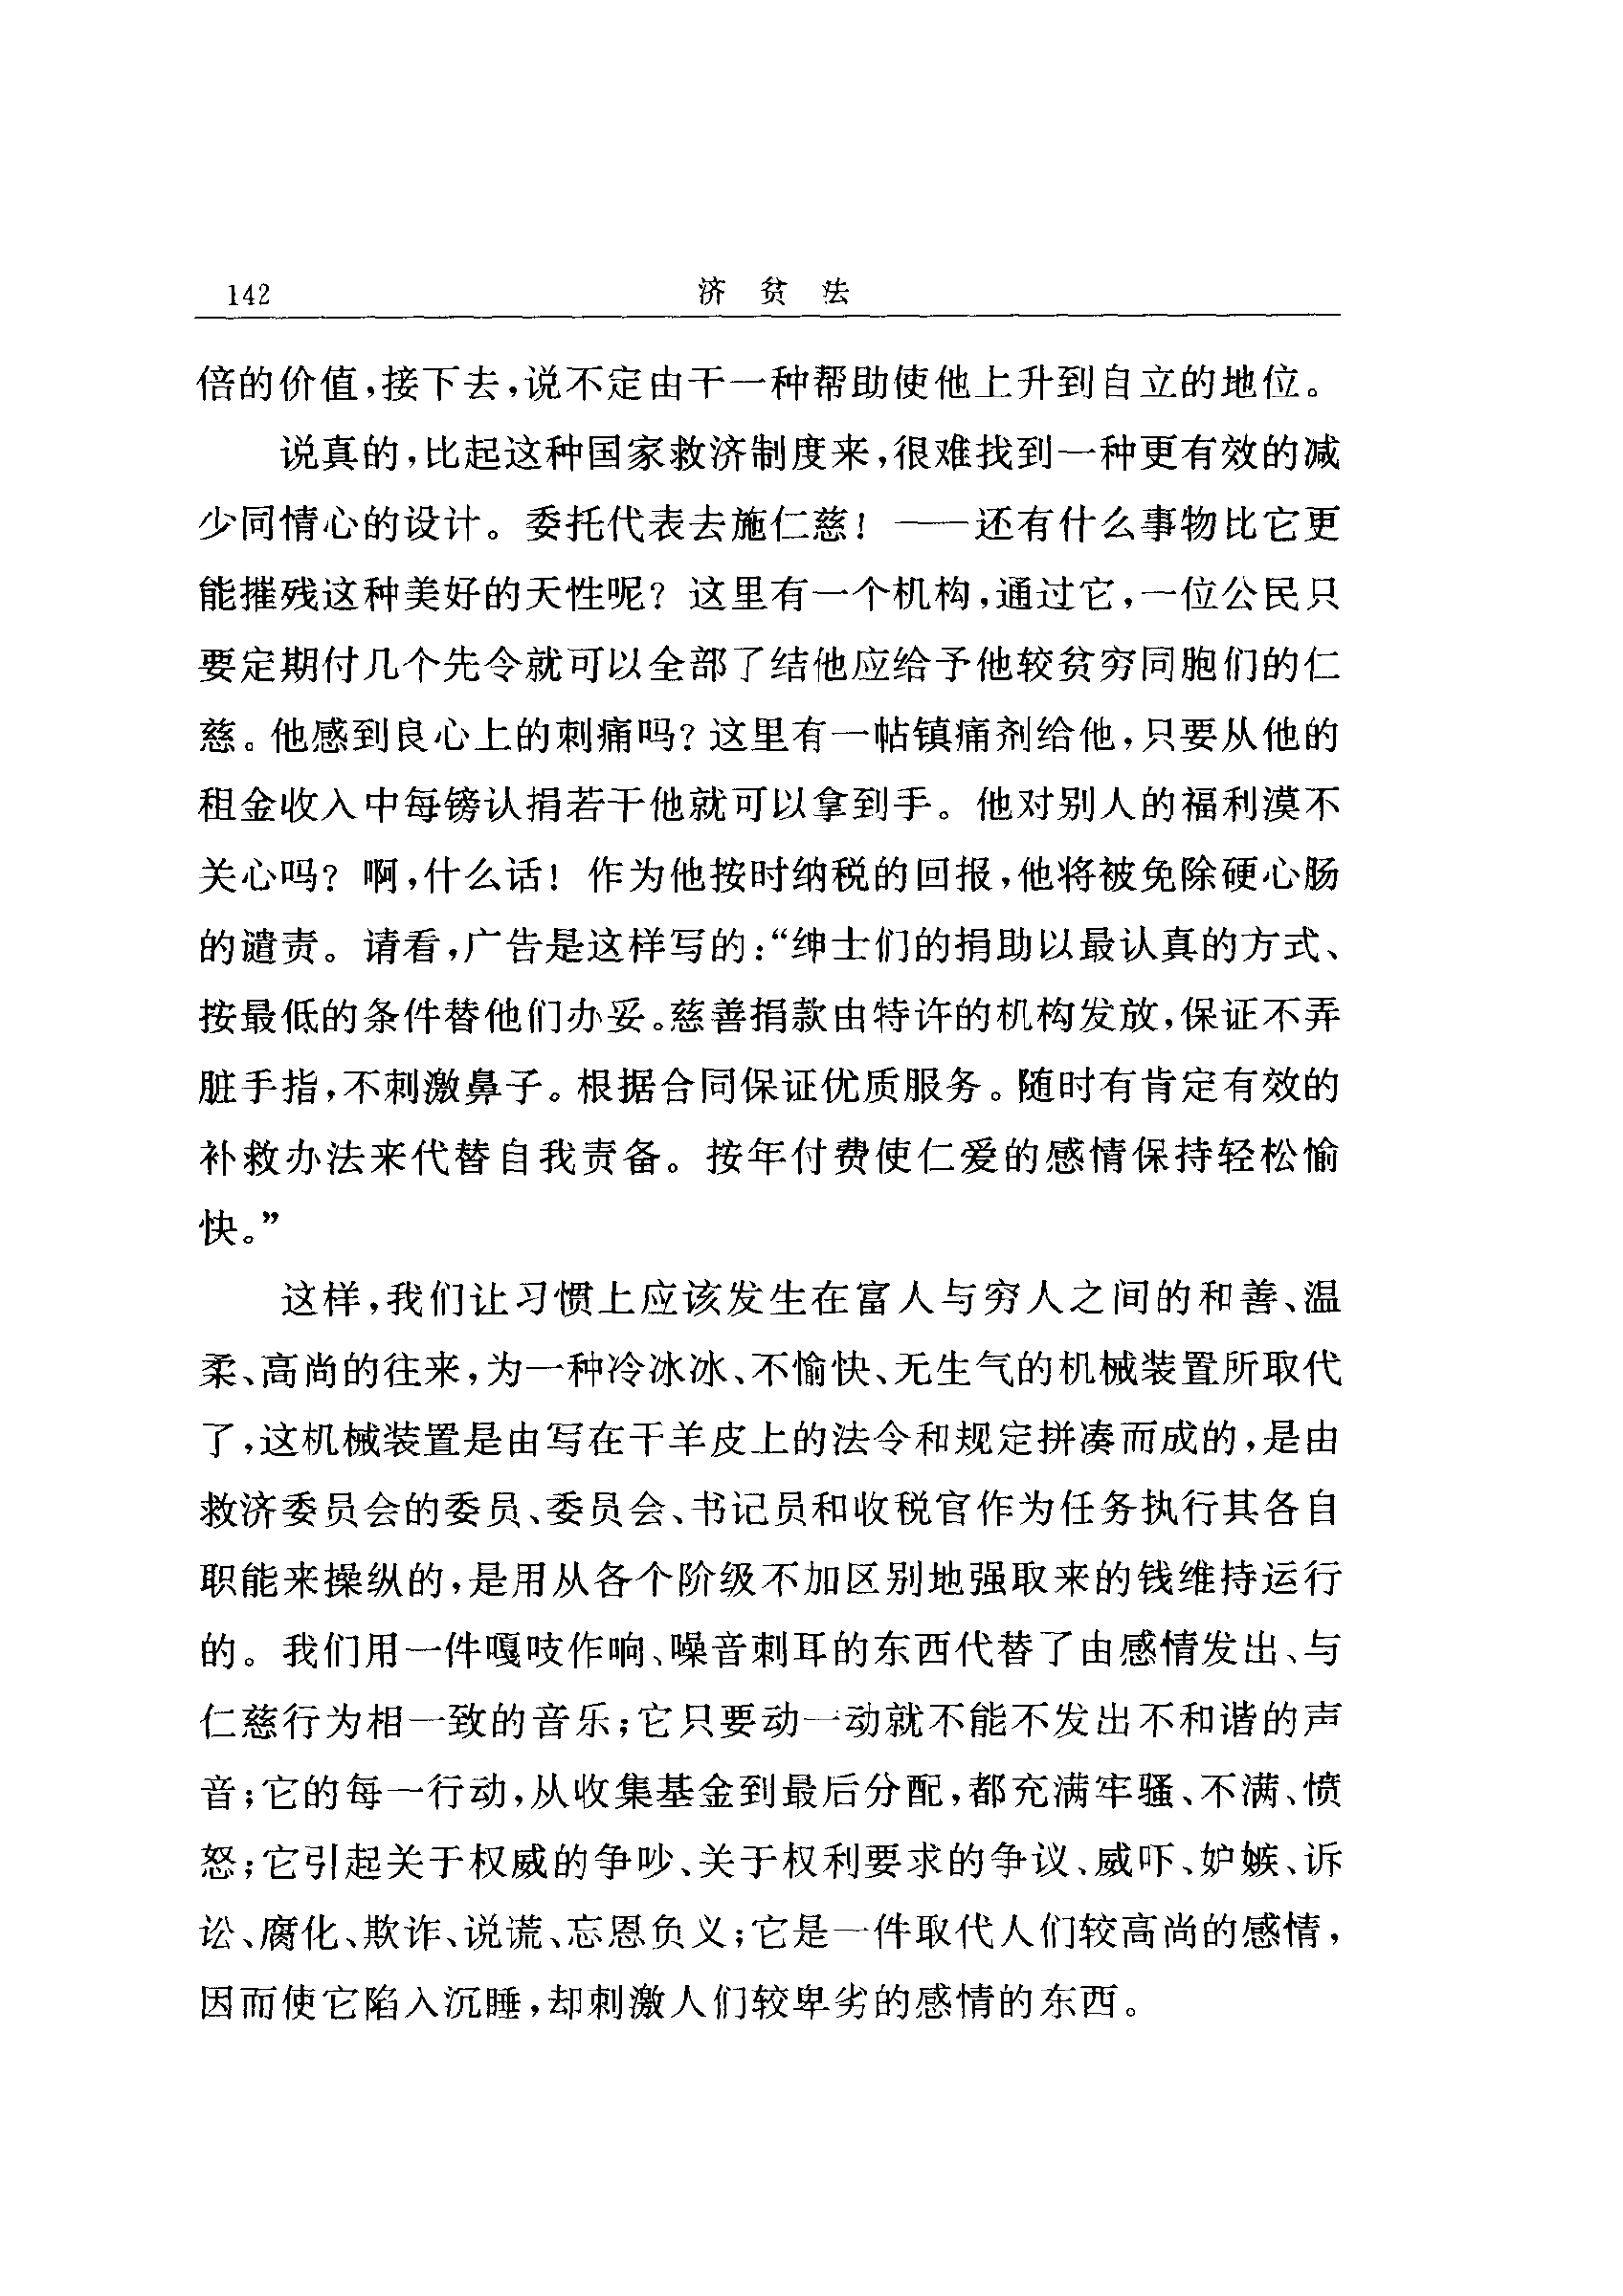 142 济贫法
倍的价值,接下去,说不定由于一种帮助使他上升到自立的地位。
说真的,比起这种国家救济制度来,很难找到一种更有效的减
少同情心的设计。委托代表去施仁慈!——还有什么事物比它更
能摧残这种美好的天性呢?这里有一个机构,通过它,一位公民只
要定期付几个先令就可以全部了结他应给予他较贫穷同胞们的仁
慈。他感到良心上的刺痛吗?这里有一帖镇痛剂给他,只要从他的
租金收入中每镑认捐若干他就可以拿到手。他对别人的福利漠不
关心吗?啊,什么话!作为他按时纳税的回报,他将被免除硬心肠
的谴责。请看,广告是这样写的:“绅士们的捐助以最认真的方式、
按最低的条件替他们办妥。慈善捐款由特许的机构发放,保证不弄
脏手指,不刺激鼻子。根据合同保证优质服务。随时有肯定有效的
补救办法来代替自我责备。按年付费使仁爱的感情保持轻松愉
快。”
这样,我们让习惯上应该发生在富人与穷人之间的和善、温
柔、高尚的往来,为一种冷冰冰、不愉快、无生气的机械装置所取代
了,这机械装置是由写在干羊皮上的法令和规定拼凑而成的,是由
救济委员会的委员、委员会、书记员和收税官作为任务执行其各自
职能来操纵的,是用从各个阶级不加区别地强取来的钱维持运行
的。我们用一件嘎吱作响、噪音刺耳的东西代替了由感情发出、与
仁慈行为相一致的音乐;它只要动一动就不能不发出不和谐的声
音;它的每一行动,从收集基金到最后分配,都充满牢骚、不满、愤
怒;它引起关于权威的争吵、关于权利要求的争议、威吓、妒嫉、诉
讼、腐化、欺诈、说谎、忘恩负义;它是一件取代人们较高尚的感情,
因而使它陷入沉睡,却刺激人们较卑劣的感情的东西。